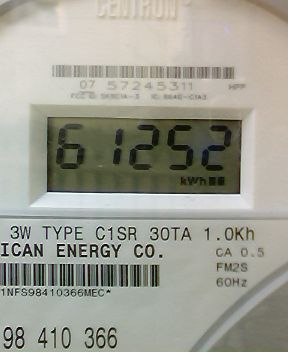 CENTRON®
07 57245311 HPF
61252
kWh
3W TYPE C1SR 30TA 1.0Kh
ICAN ENERGY CO. CA 0.5
FM2S
60Hz
1NFS98410366MEC*
98 410 366